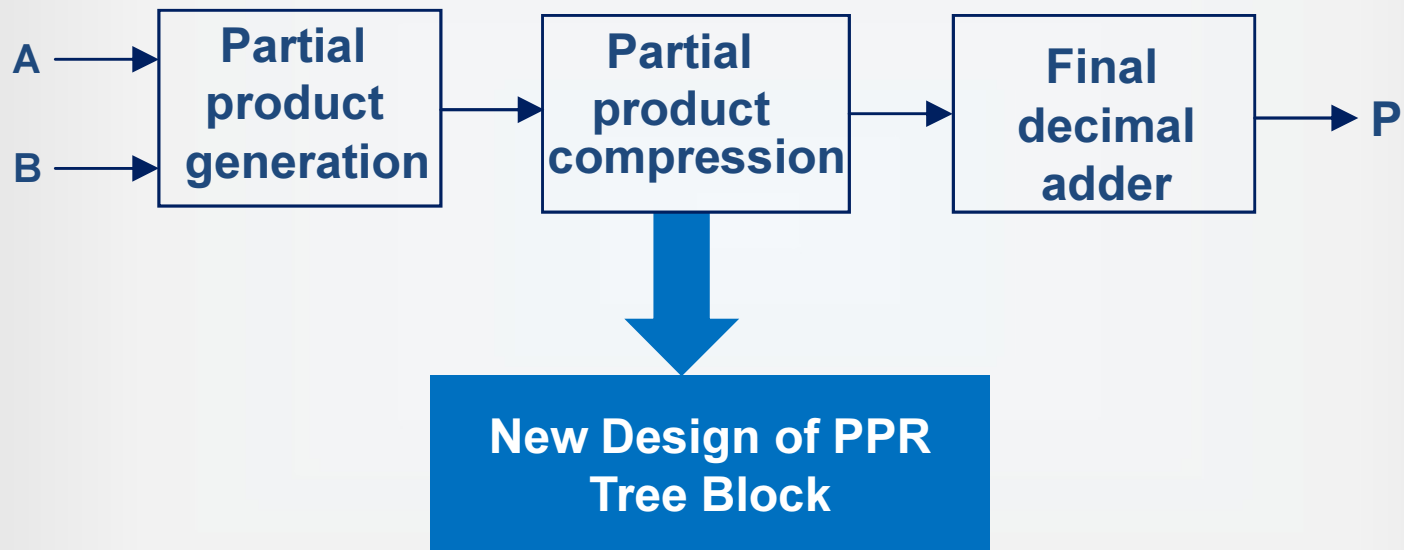 A
B
Partial
product
generation
Partial
product
compression
Final
decimal
adder
P
New Design of PPR
Tree Block